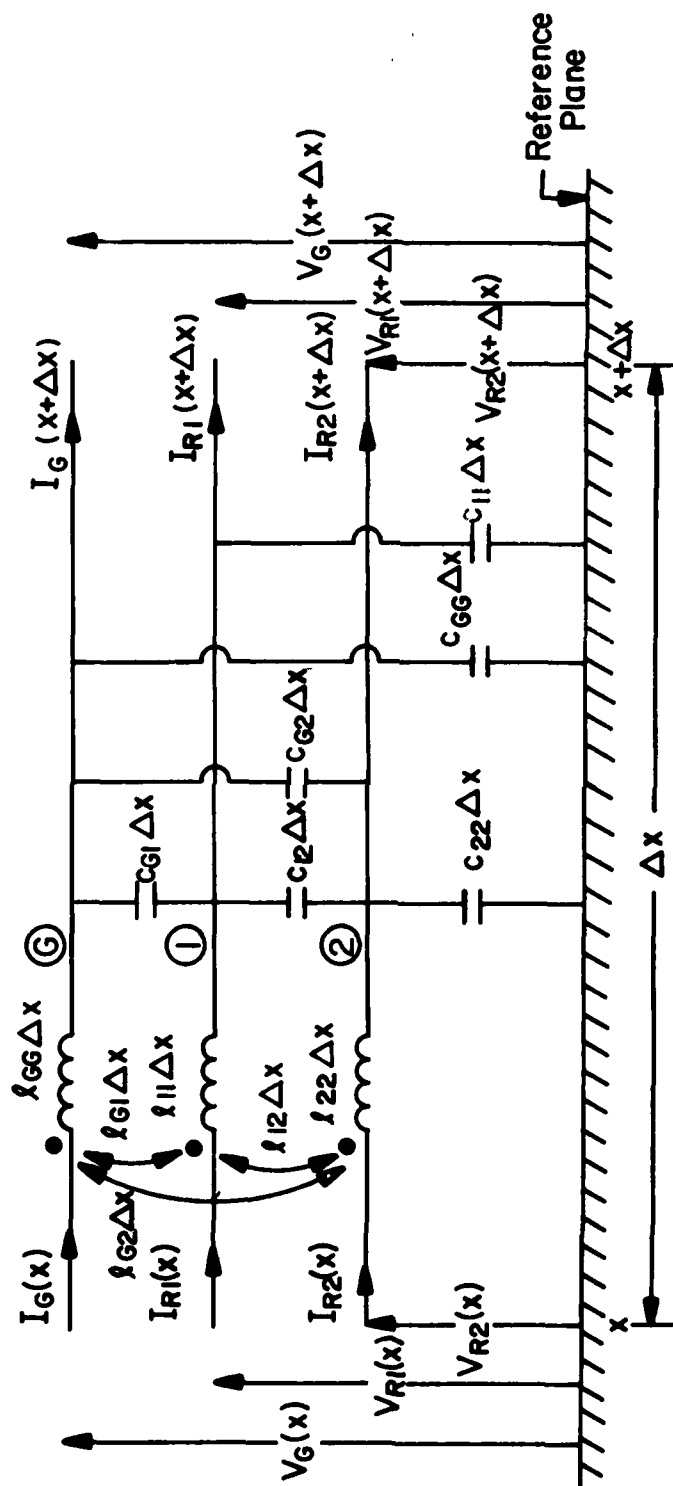 I_G(x)
I_R1(x)
I_R2(x)
V_G(x)
V_R1(x)
V_R2(x)
ℓ_GGΔx
ℓ_G1Δx
ℓ_11Δx
ℓ_G2Δx
ℓ_12Δx
ℓ_22Δx
G
1
2
C_G1Δx
C_12Δx
C_G2Δx
C_22Δx
C_GGΔx
C_11Δx
I_G (x+Δx)
I_R1 (x+Δx)
I_R2 (x+Δx)
V_G (x+Δx)
V_R1(x+Δx)
V_R2(x+Δx)
Reference
Plane
x
Δx
x+Δx